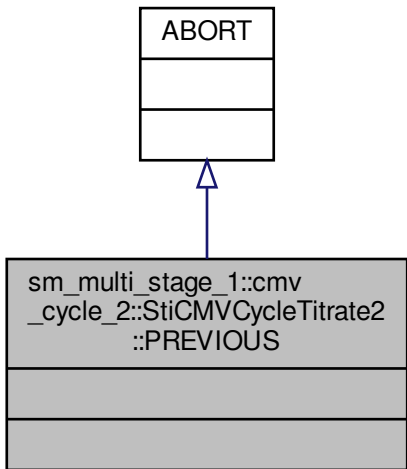 ABORT
sm_multi_stage_1::cmv
_cycle_2::StiCMVCycleTitrate2
::PREVIOUS